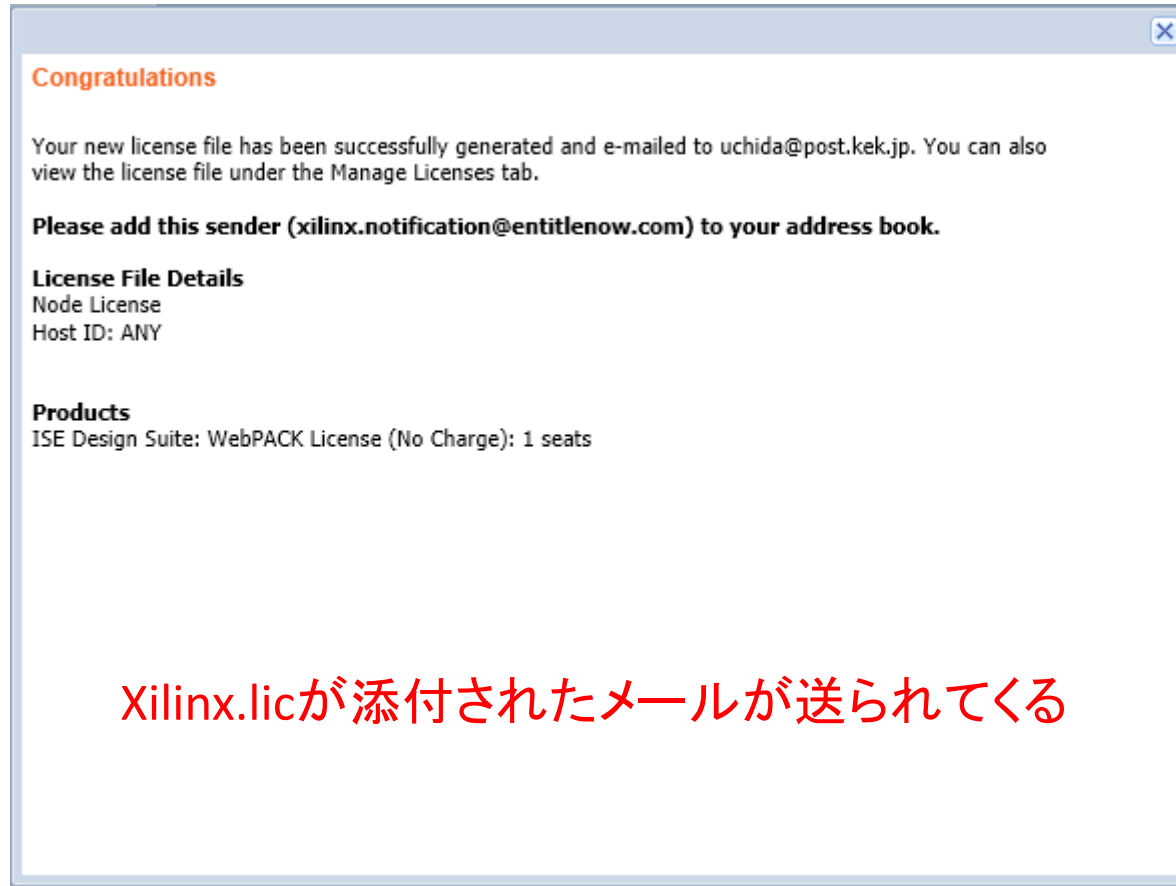 Congratulations
Your new license file has been successfully generated and e-mailed to uchida@post.kek.jp. You can also
view the license file under the Manage Licenses tab.
Please add this sender (xilinx.notification@entitlenow.com) to your address book.
License File Details
Node License
Host ID: ANY
Products
ISE Design Suite: WebPACK License (No Charge): 1 seats
Xilinx.licが添付されたメールが送られてくる